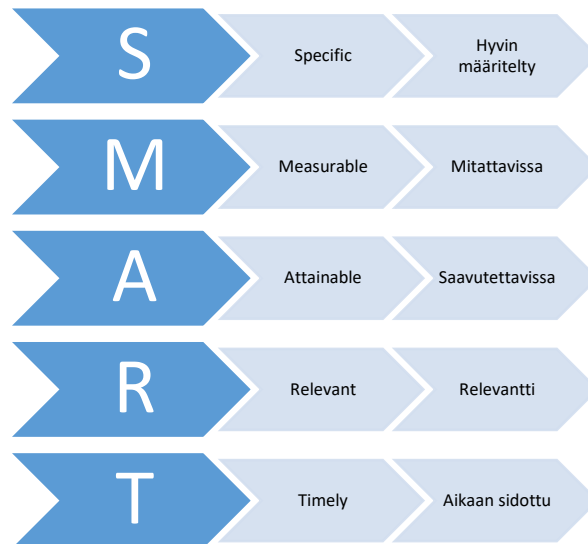 S
Specific
Hyvin
määritelty
M
Measurable
Mitattavissa
A
Attainable
Saavutettavissa
R
Relevant
Relevantti
T
Timely
Aikaan sidottu